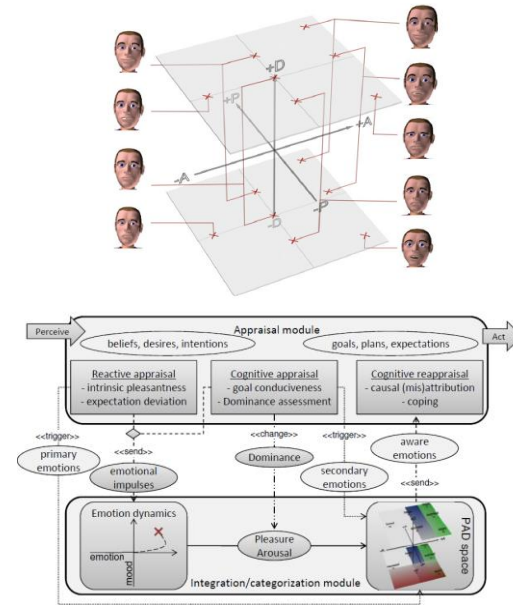 +D
+P
+A
-A
-P
-D
Appraisal module
Perceive
Act
beliefs, desires, intentions
goals, plans, expectations
Reactive appraisal
- intrinsic pleasantness
- expectation deviation
Cognitive appraisal
- goal conduciveness
- Dominance assessment
Cognitive reappraisal
- causal (mis)attribution
- coping
<<trigger>>
primary
emotions
<<send>>
emotional
impulses
<<change>>
Dominance
<<trigger>>
secondary
emotions
aware
emotions
<<send>>
Emotion dynamics
emotion
mood
Pleasure
Arousal
PAD space
Integration/categorization module